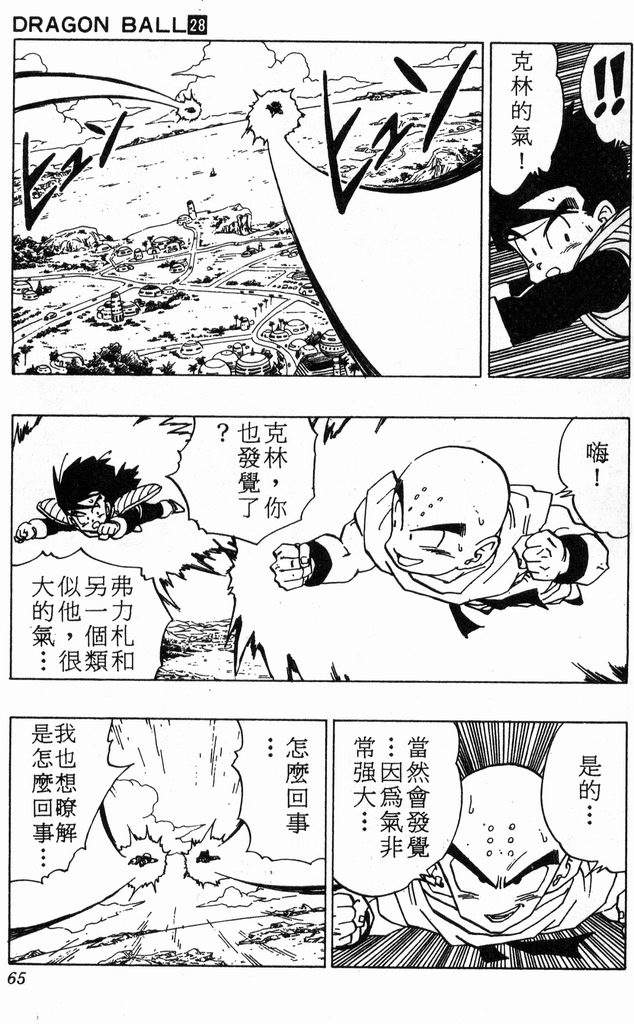 DRAGON BALL 28
!!
克林的氣！
ドン
ドン
嗨！
克林，你
也發覺了
？
弗力札和
另一個類
似他，很
大的氣…
是的…
當然會發覺
…因爲氣非
常强大…
怎麼回事
…
我也想瞭解
是怎麼回事…
65